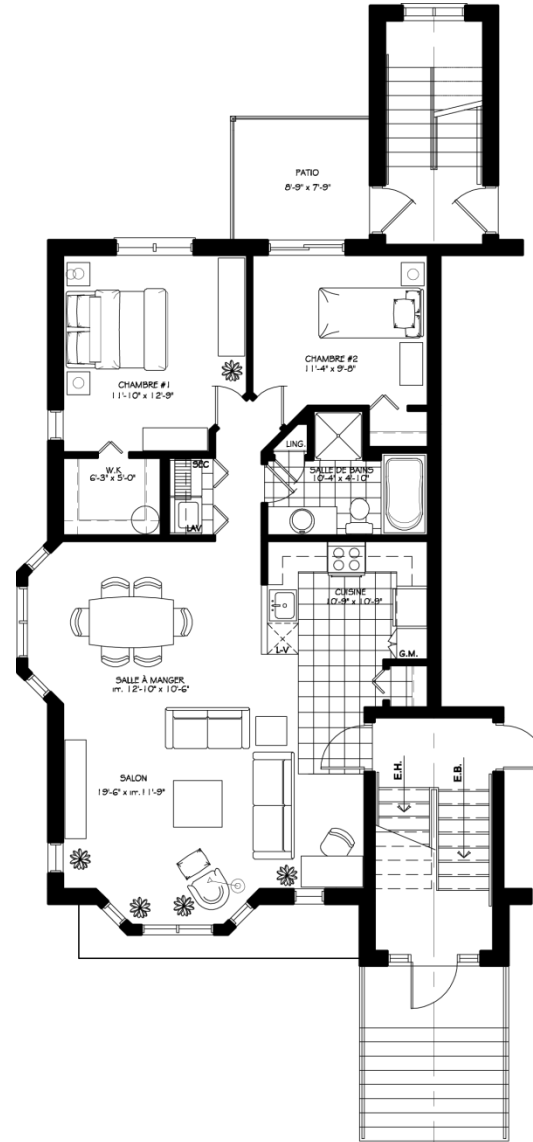 PATIO
8'-9" x 7'-9"
CHAMBRE #1
11'-10" x 12'-9"
CHAMBRE #2
11'-4" x 9'-8"
LING.
SALLE DE BAINS
10'-4" x 4'-10"
W.K
6'-3" x 5'-0"
SEC
LAV
CUISINE
10'-9" x 10'-9"
L-V
G.M.
SALLE À MANGER
irr. 12'-10" x 10'-6"
SALON
19'-6" x irr. 11'-9"
E.H.
E.B.